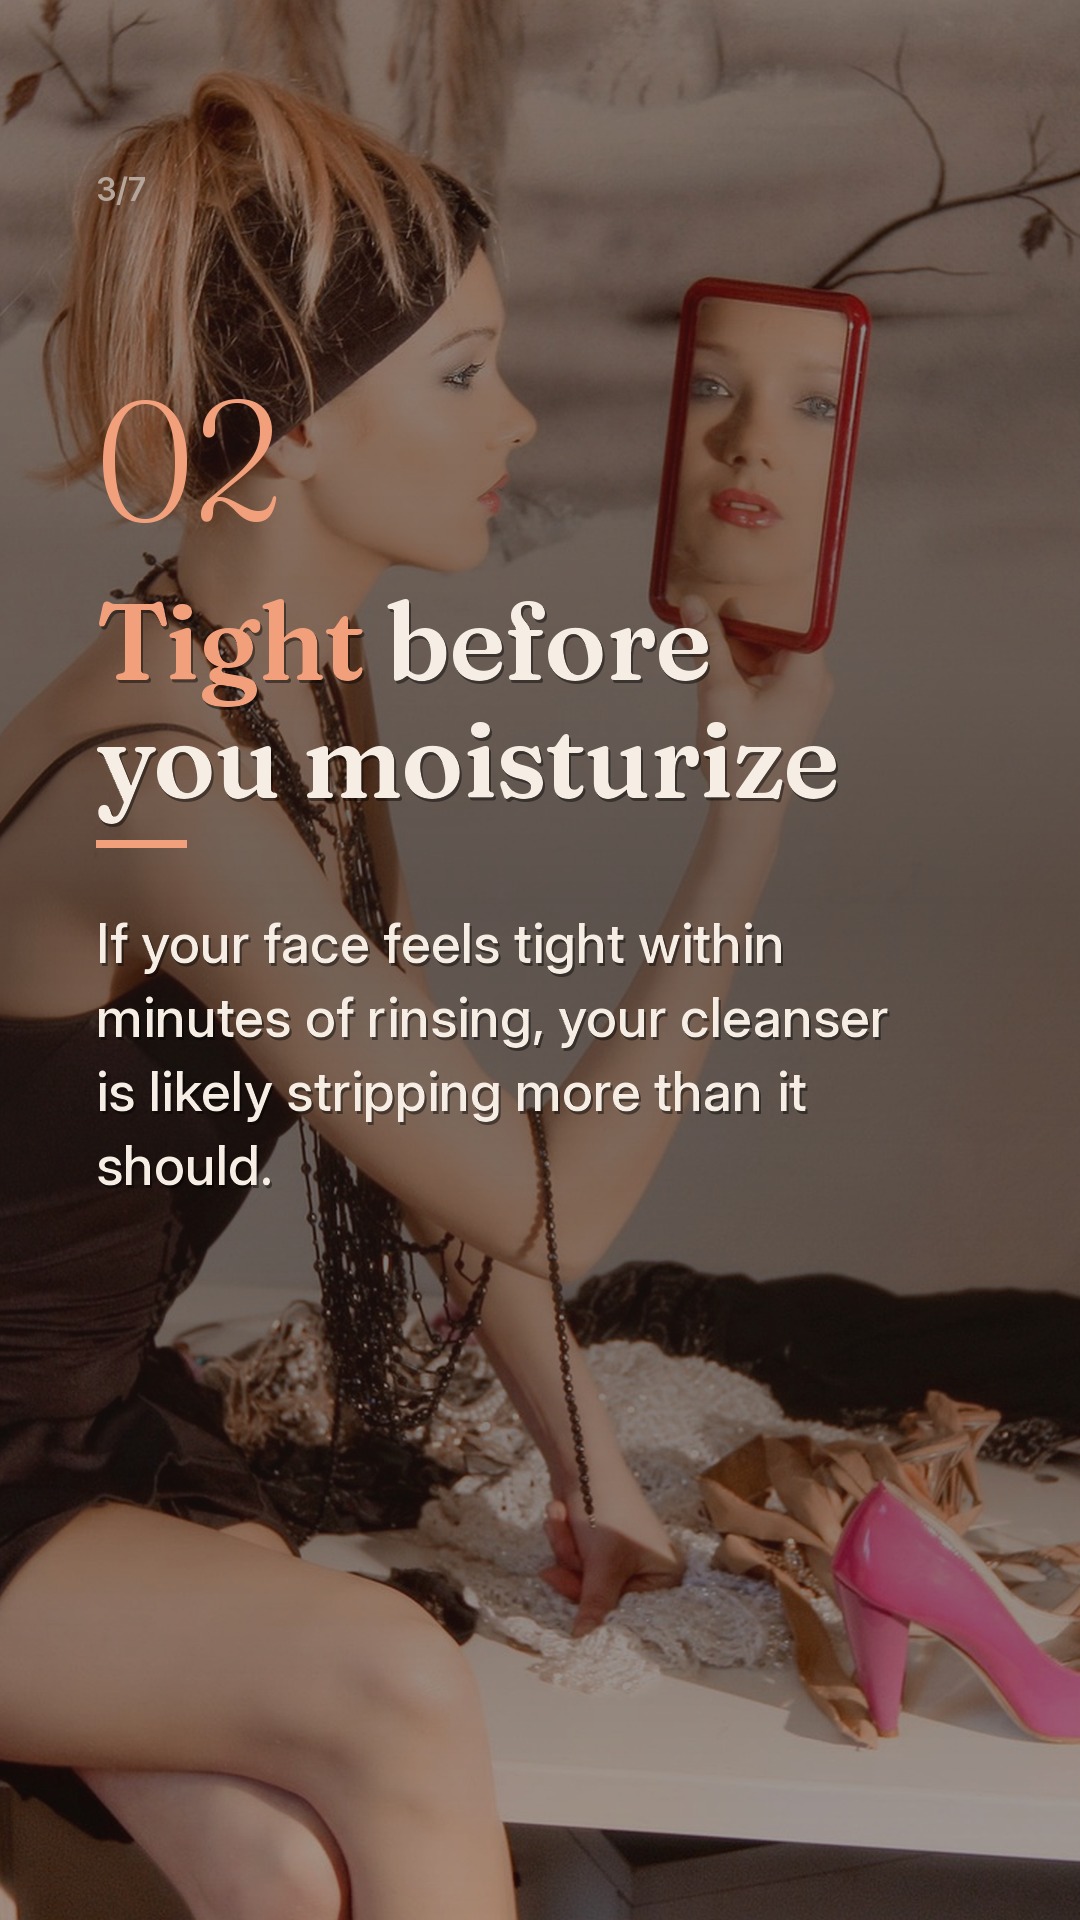 3/7
02
Tight before
you moisturize
If your face feels tight within
minutes of rinsing, your cleanser
is likely stripping more than it
should.